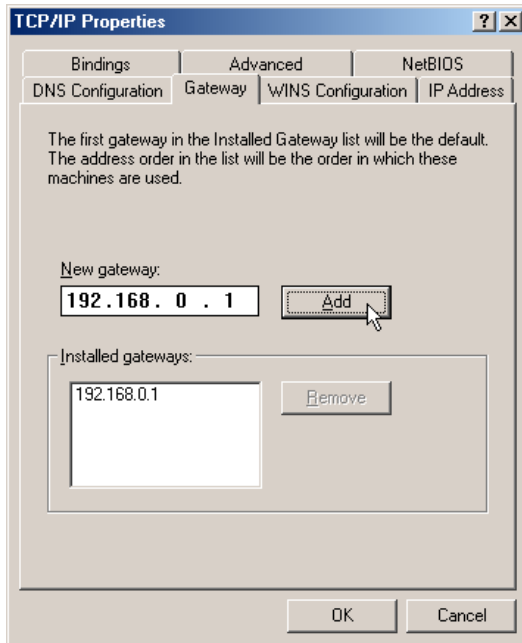 TCP/IP Properties
Bindings Advanced NetBIOS
DNS Configuration Gateway WINS Configuration IP Address
The first gateway in the Installed Gateway list will be the default.
The address order in the list will be the order in which these
machines are used.
New gateway:
192.168. 0 . 1 Add
Installed gateways:
192.168.0.1 Remove
OK Cancel